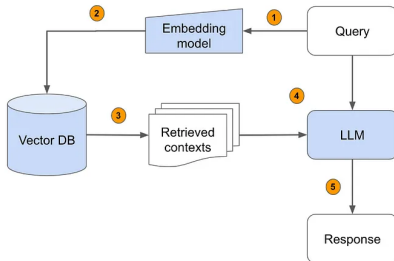 2
1
Embedding
model
Query
3
4
Vector DB
Retrieved
contexts
LLM
5
Response